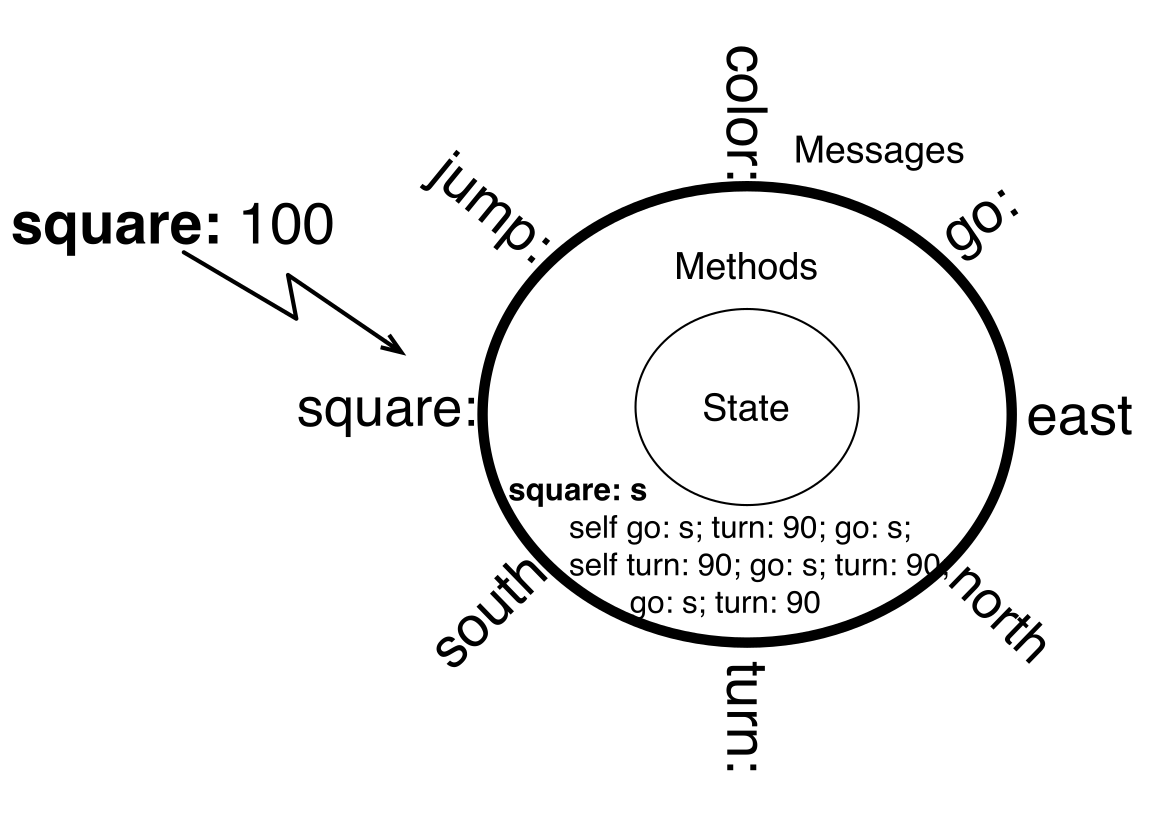 color:
Messages
jump:
go:
square: 100
Methods
State
square:
east
square: s
self go: s; turn: 90; go: s;
self turn: 90; go: s; turn: 90;
go: s; turn: 90
south
north
turn: